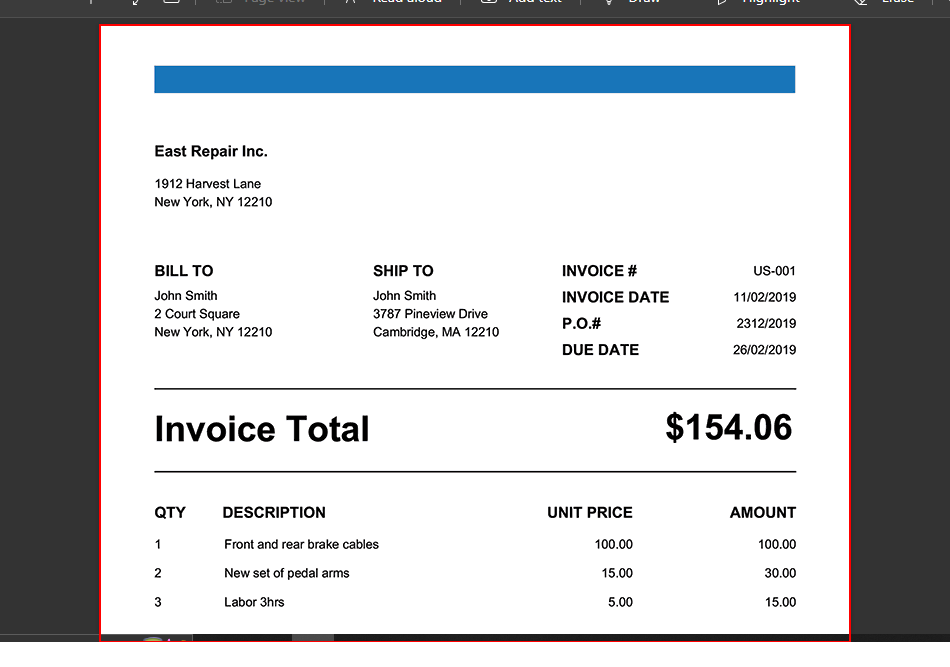 Page view Read aloud Add text Draw Highlight Erase
East Repair Inc.
1912 Harvest Lane
New York, NY 12210
BILL TO SHIP TO INVOICE # US-001
John Smith John Smith INVOICE DATE 11/02/2019
2 Court Square 3787 Pineview Drive P.O.# 2312/2019
New York, NY 12210 Cambridge, MA 12210 DUE DATE 26/02/2019
Invoice Total $154.06
QTY DESCRIPTION UNIT PRICE AMOUNT
1 Front and rear brake cables 100.00 100.00
2 New set of pedal arms 15.00 30.00
3 Labor 3hrs 5.00 15.00